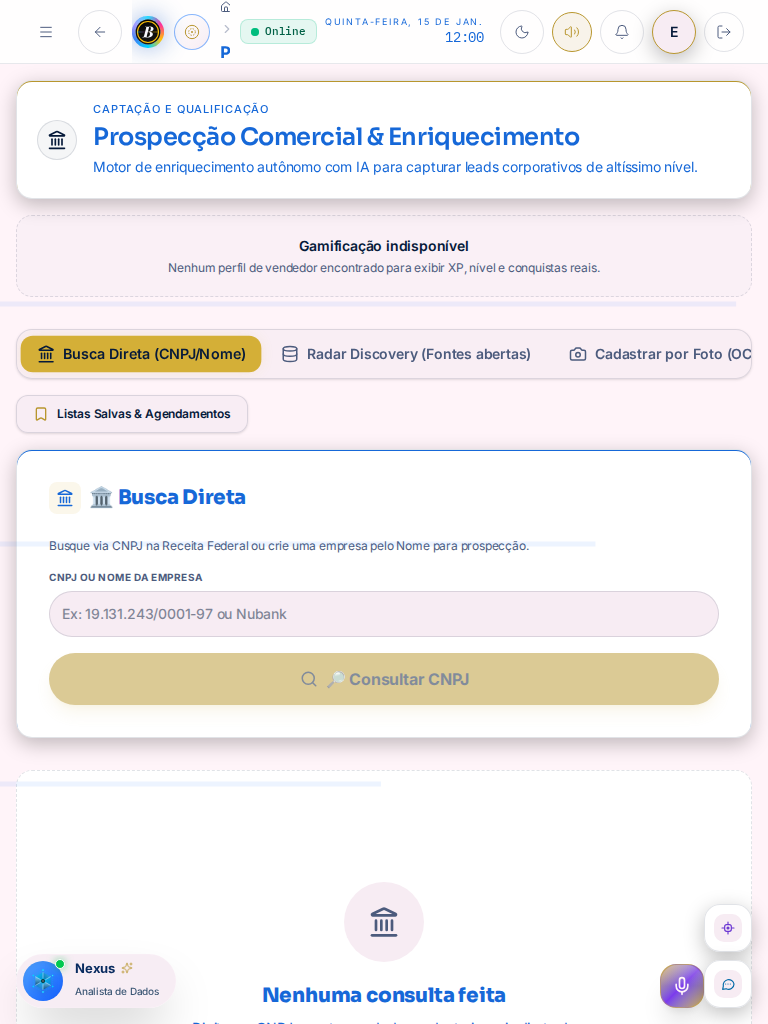 P
Online
QUINTA-FEIRA, 15 DE JAN.
12:00
E
CAPTAÇÃO E QUALIFICAÇÃO
Prospecção Comercial & Enriquecimento
Motor de enriquecimento autônomo com IA para capturar leads corporativos de altíssimo nível.
Gamificação indisponível
Nenhum perfil de vendedor encontrado para exibir XP, nível e conquistas reais.
Busca Direta (CNPJ/Nome)
Radar Discovery (Fontes abertas)
Cadastrar por Foto (OC
Listas Salvas & Agendamentos
Busca Direta
Busque via CNPJ na Receita Federal ou crie uma empresa pelo Nome para prospecção.
CNPJ OU NOME DA EMPRESA
Ex: 19.131.243/0001-97 ou Nubank
Consultar CNPJ
Nenhuma consulta feita
Nexus
Analista de Dados